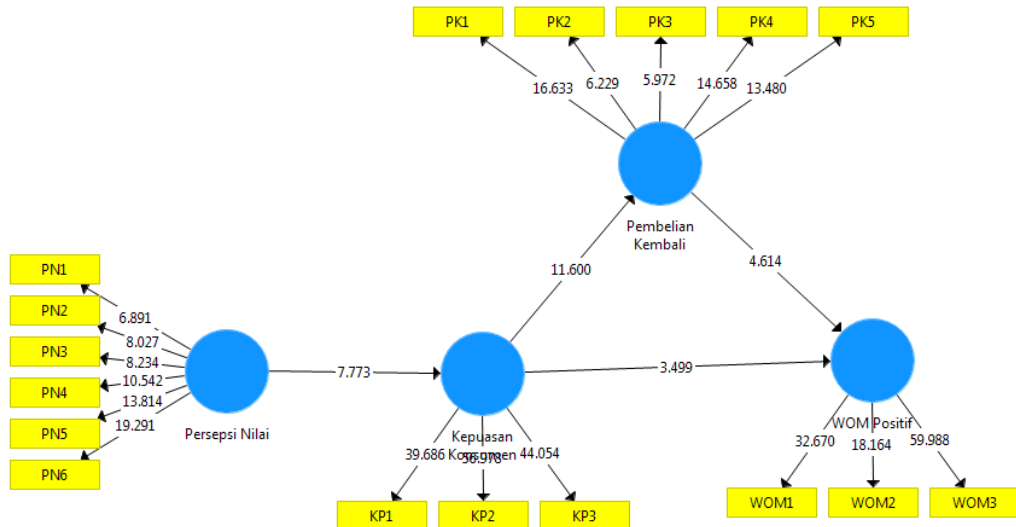 PK1
PK2
PK3
PK4
PK5
16.633
6.229
5.972
14.658
13.480
Pembelian
Kembali
11.600
4.614
PN1
PN2
PN3
PN4
PN5
PN6
6.891
8.027
8.234
10.542
13.814
19.291
Persepsi Nilai
7.773
3.499
Kepuasan
Konsumen
39.686
44.054
KP1
KP2
KP3
WOM Positif
32.670
18.164
59.988
WOM1
WOM2
WOM3